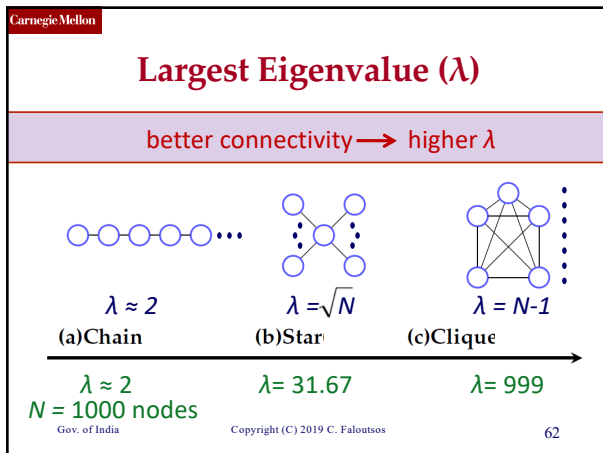 Carnegie Mellon
Largest Eigenvalue (λ)
better connectivity → higher λ
λ ≈ 2
λ = √N
λ = N-1
(a)Chain
(b)Star
(c)Clique
λ ≈ 2
λ= 31.67
λ= 999
N = 1000 nodes
Gov. of India
Copyright (C) 2019 C. Faloutsos
62